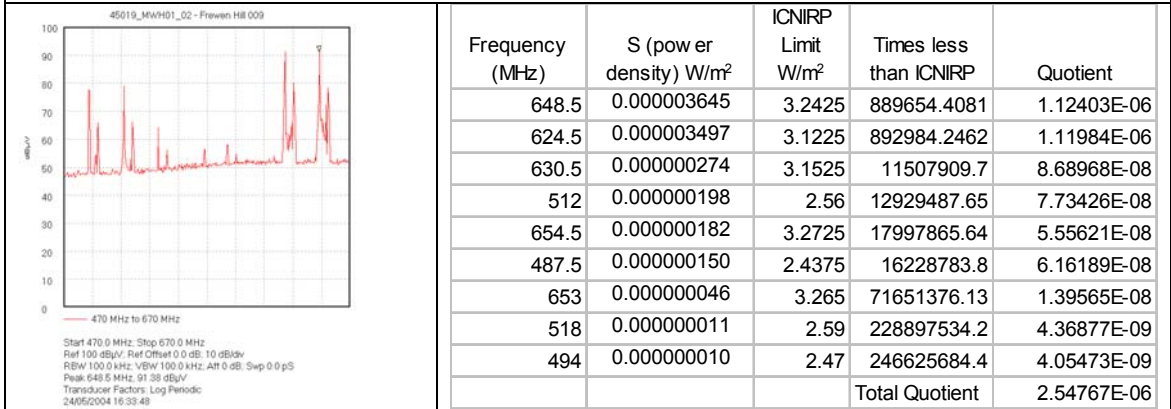 45019_MWH01_02 - Frewen Hill 009
100
90
80
70
60
50
40
30
20
10
0
dBµV
470 MHz to 670 MHz
Start 470.0 MHz; Stop 670.0 MHz
Ref 100 dBµV; Ref Offset 0.0 dB; 10 dB/div
RBW 100.0 kHz; VBW 100.0 kHz; Att 0 dB; Swp 0.0 pS
Peak 648.5 MHz, 91.38 dBµV
Transducer Factors: Log Periodic
24/05/2004 16:33:48
Frequency (MHz) S (power density) W/m² ICNIRP Limit W/m² Times less than ICNIRP Quotient
648.5 0.000003645 3.2425 889654.4081 1.12403E-06
624.5 0.000003497 3.1225 892984.2462 1.11984E-06
630.5 0.000000274 3.1525 11507909.7 8.68968E-08
512 0.000000198 2.56 12929487.65 7.73426E-08
654.5 0.000000182 3.2725 17997865.64 5.55621E-08
487.5 0.000000150 2.4375 16228783.8 6.16189E-08
653 0.000000046 3.265 71651376.13 1.39565E-08
518 0.000000011 2.59 228897534.2 4.36877E-09
494 0.000000010 2.47 246625684.4 4.05473E-09
Total Quotient 2.54767E-06